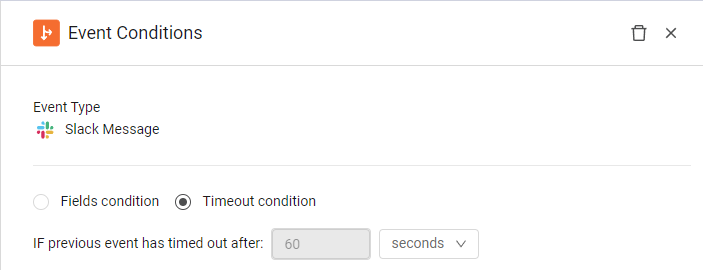 Event Conditions
Event Type
Slack Message
Fields condition Timeout condition
IF previous event has timed out after: 60 seconds